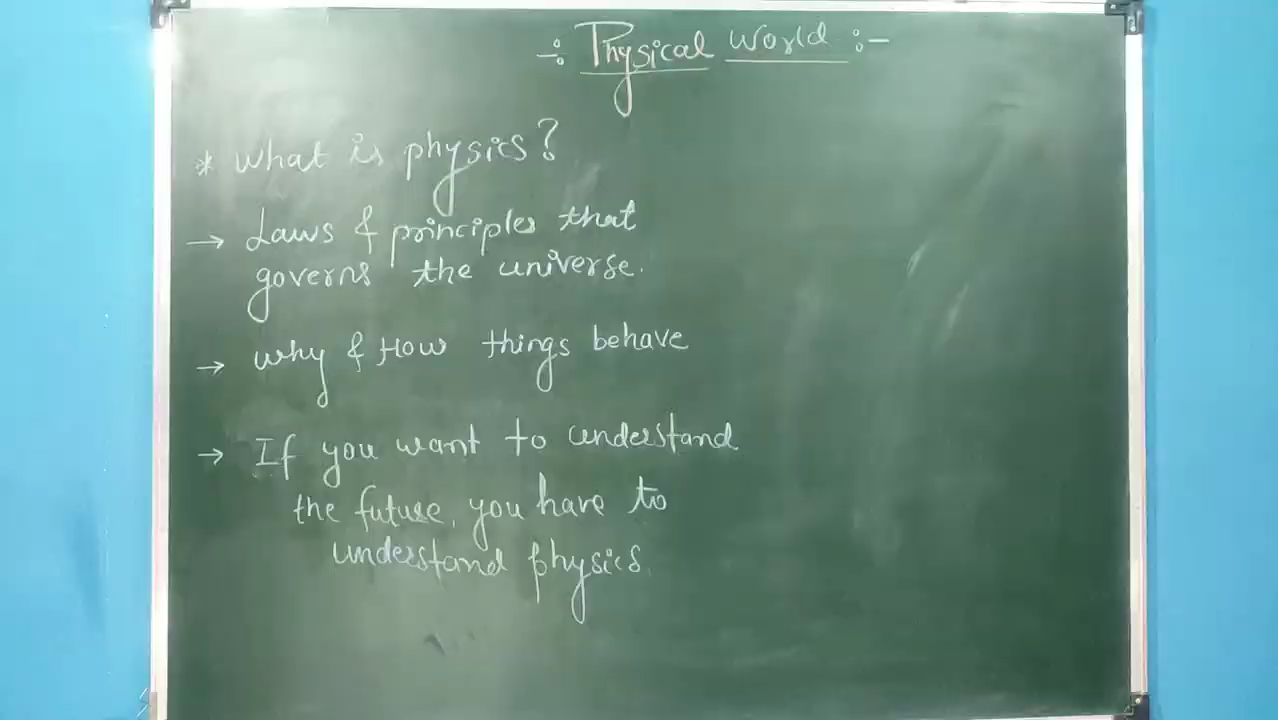 -: Physical World :-
* What is physics?
→ Laws & principles that
governs the universe.
→ why & How things behave
→ If you want to understand
the future, you have to
understand physics.